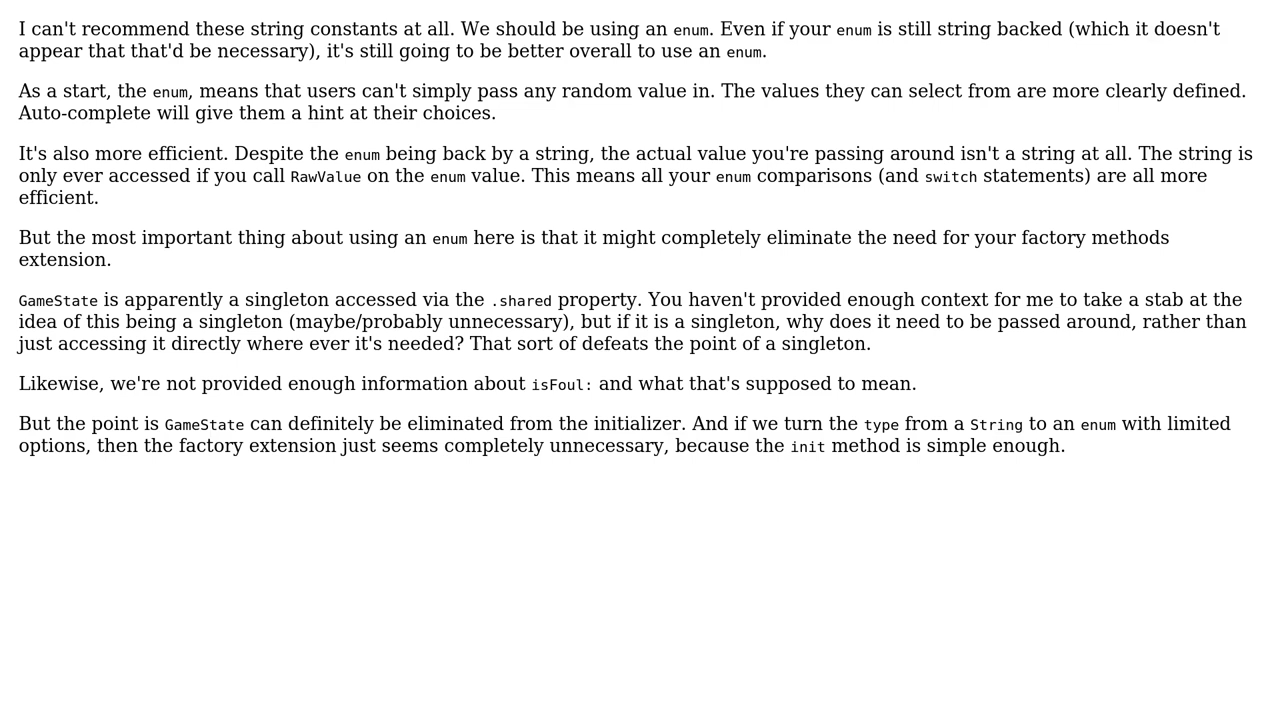 I can't recommend these string constants at all. We should be using an enum. Even if your enum is still string backed (which it doesn't
appear that that'd be necessary), it's still going to be better overall to use an enum.
As a start, the enum, means that users can't simply pass any random value in. The values they can select from are more clearly defined.
Auto-complete will give them a hint at their choices.
It's also more efficient. Despite the enum being back by a string, the actual value you're passing around isn't a string at all. The string is
only ever accessed if you call RawValue on the enum value. This means all your enum comparisons (and switch statements) are all more
efficient.
But the most important thing about using an enum here is that it might completely eliminate the need for your factory methods
extension.
GameState is apparently a singleton accessed via the .shared property. You haven't provided enough context for me to take a stab at the
idea of this being a singleton (maybe/probably unnecessary), but if it is a singleton, why does it need to be passed around, rather than
just accessing it directly where ever it's needed? That sort of defeats the point of a singleton.
Likewise, we're not provided enough information about isFoul: and what that's supposed to mean.
But the point is GameState can definitely be eliminated from the initializer. And if we turn the type from a String to an enum with limited
options, then the factory extension just seems completely unnecessary, because the init method is simple enough.